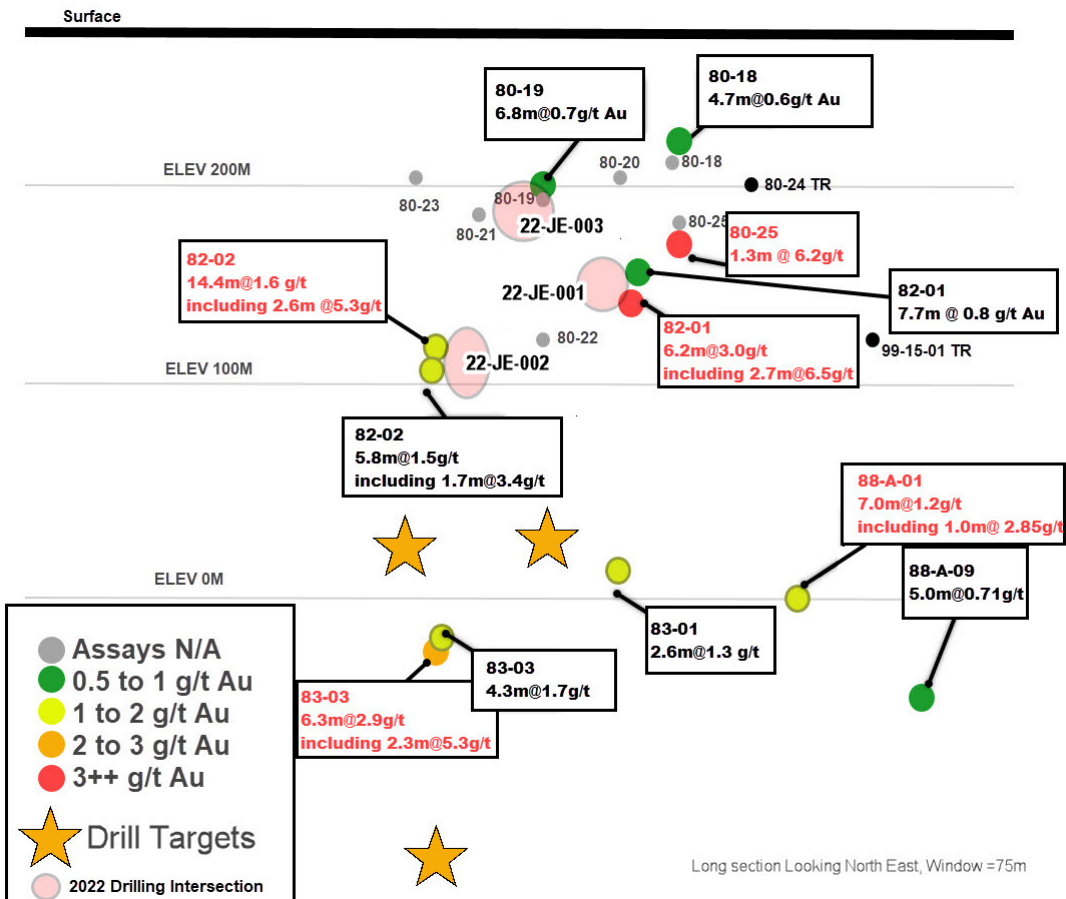 Surface
80-19
6.8m@0.7g/t Au
80-18
4.7m@0.6g/t Au
ELEV 200M
80-20
80-18
80-24 TR
80-23
80-19
80-21
22-JE-003
80-25
80-25
1.3m @ 6.2g/t
82-02
14.4m@1.6 g/t
including 2.6m @5.3g/t
22-JE-001
82-01
7.7m @ 0.8 g/t Au
82-01
6.2m@3.0g/t
including 2.7m@6.5g/t
80-22
99-15-01 TR
22-JE-002
ELEV 100M
82-02
5.8m@1.5g/t
including 1.7m@3.4g/t
88-A-01
7.0m@1.2g/t
including 1.0m@ 2.85g/t
88-A-09
5.0m@0.71g/t
ELEV 0M
83-01
2.6m@1.3 g/t
83-03
4.3m@1.7g/t
83-03
6.3m@2.9g/t
including 2.3m@5.3g/t
Assays N/A
0.5 to 1 g/t Au
1 to 2 g/t Au
2 to 3 g/t Au
3++ g/t Au
Drill Targets
2022 Drilling Intersection
Long section Looking North East, Window =75m